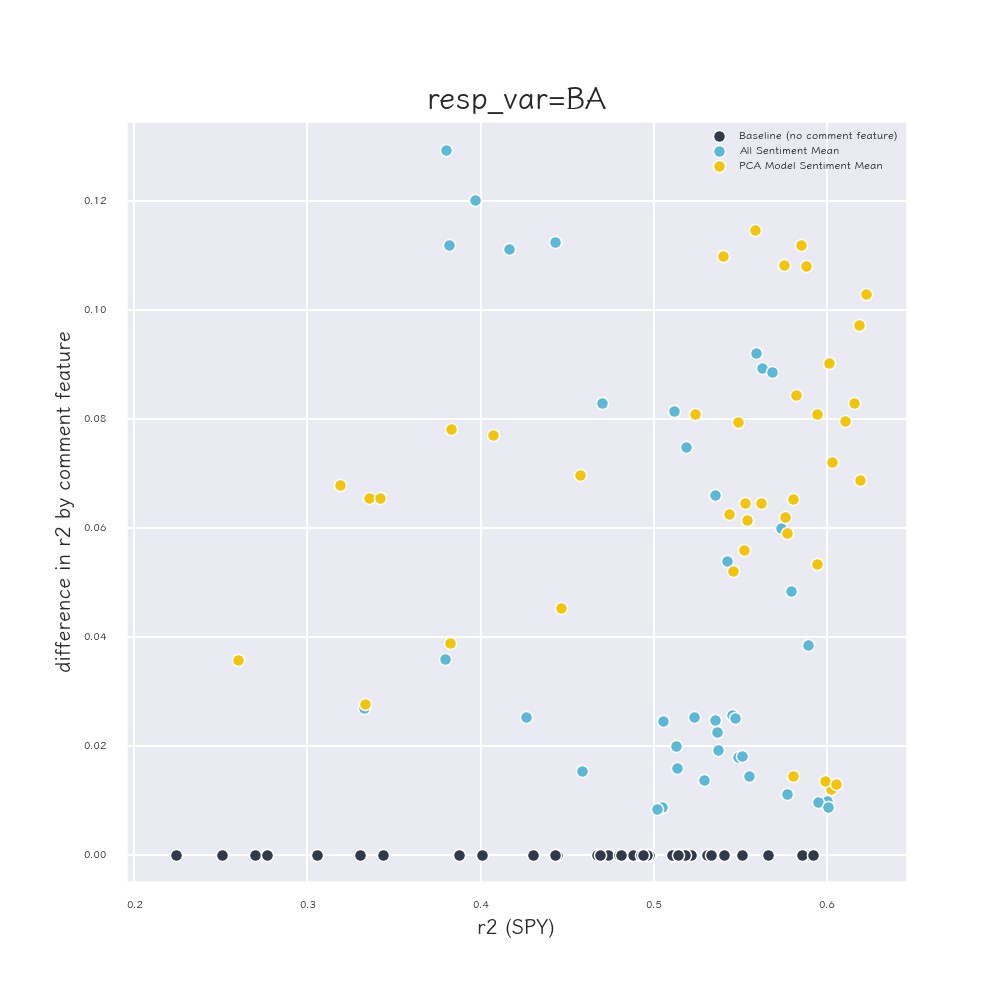 resp_var=BA
Baseline (no comment feature)
All Sentiment Mean
PCA Model Sentiment Mean
difference in r2 by comment feature
0.12
0.10
0.08
0.06
0.04
0.02
0.00
0.2 0.3 0.4 0.5 0.6
r2 (SPY)